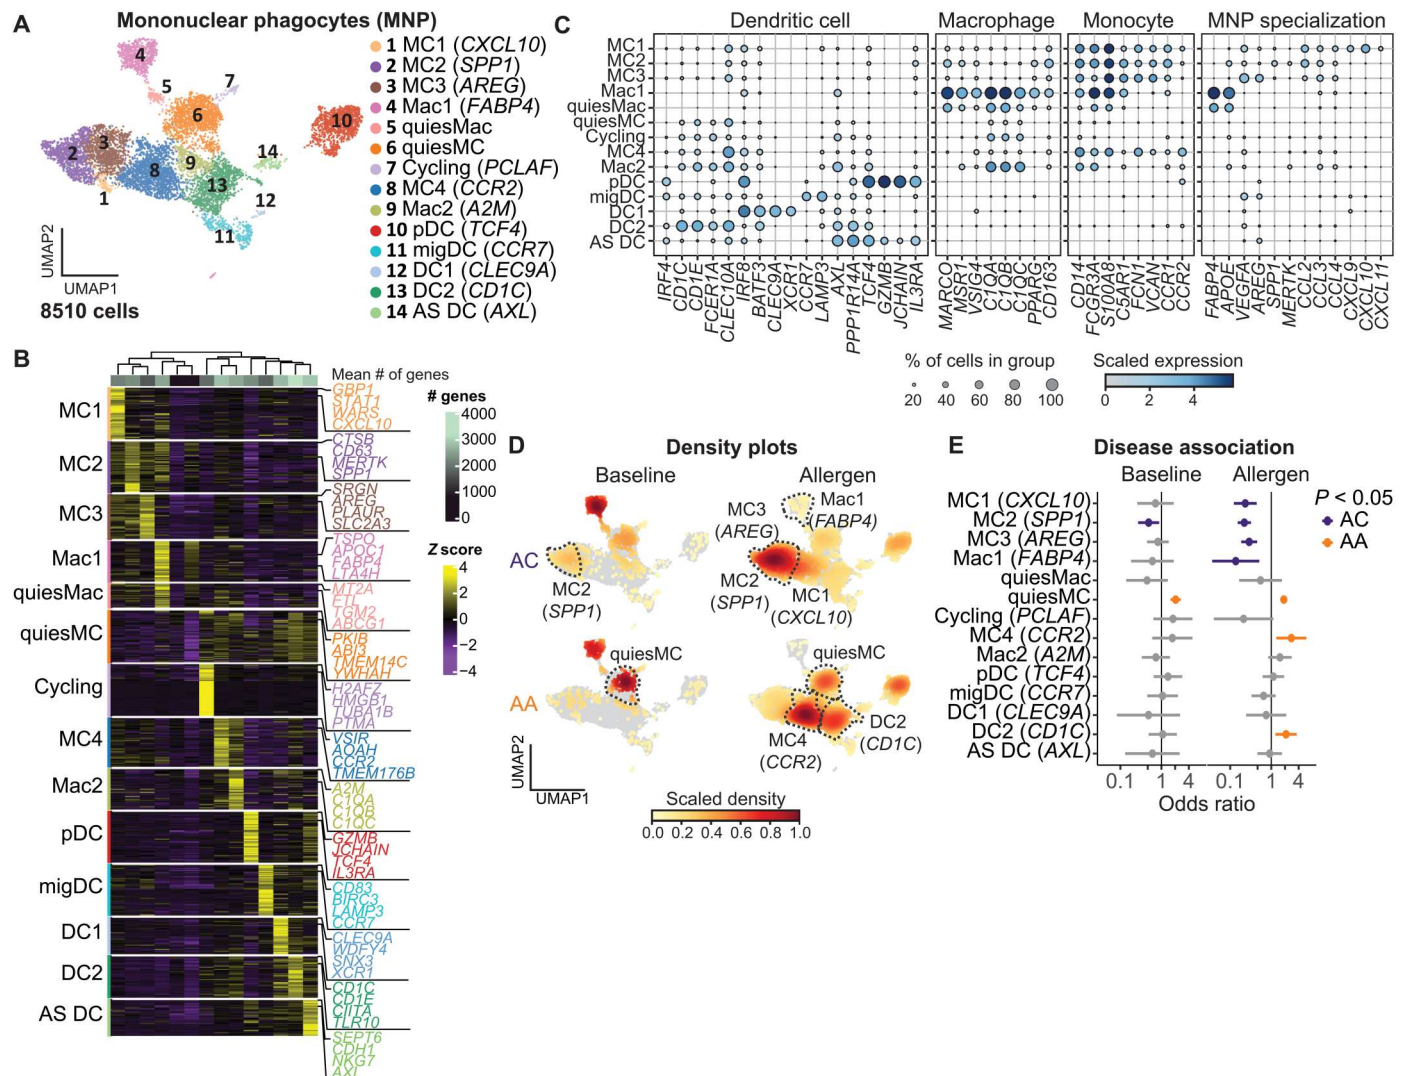 A
Mononuclear phagocytes (MNP)
4
5
7
6
10
3
2
9
14
8
13
1
12
11
UMAP2
UMAP1
8510 cells
1 MC1 (CXCL10)
2 MC2 (SPP1)
3 MC3 (AREG)
4 Mac1 (FABP4)
5 quiesMac
6 quiesMC
7 Cycling (PCLAF)
8 MC4 (CCR2)
9 Mac2 (A2M)
10 pDC (TCF4)
11 migDC (CCR7)
12 DC1 (CLEC9A)
13 DC2 (CD1C)
14 AS DC (AXL)
C
Dendritic cell
Macrophage
Monocyte
MNP specialization
MC1
MC2
MC3
Mac1
quiesMac
quiesMC
Cycling
MC4
Mac2
pDC
migDC
DC1
DC2
AS DC
IRF4
CD1C
CD1E
FCER1A
CLEC10A
IRF8
BATF3
CLEC9A
XCR1
CCR7
LAMP3
AXL
PPP1R14A
TCF4
GZMB
JCHAIN
IL3RA
MARCO
MSR1
VSIG4
C1QA
C1QB
C1QC
PPARG
CD163
CD14
FCGR3A
S100A8
C5AR1
FCN1
VCAN
CCR1
CCR2
FABP4
APOE
VEGFA
AREG
SPP1
MERTK
CCL2
CCL3
CCL4
CXCL9
CXCL10
CXCL11
% of cells in group
20 40 60 80 100
Scaled expression
0 2 4
B
Mean # of genes
MC1
MC2
MC3
Mac1
quiesMac
quiesMC
Cycling
MC4
Mac2
pDC
migDC
DC1
DC2
AS DC
GBP1
STAT1
WARS
CXCL10
CTSB
CD63
MERTK
SPP1
SRGN
AREG
PLAUR
SLC2A3
TSPO
APOC1
FABP4
LTA4H
MT2A
FTL
TGM2
ABCG1
PKIB
ABI3
TMEM14C
YWHAH
H2AFZ
HMGB1
TUBA1B
PTMA
VSIR
AOAH
CCR2
TMEM176B
A2M
C1QA
C1QB
C1QC
GZMB
JCHAIN
TCF4
IL3RA
CD83
BIRC3
LAMP3
CCR7
CLEC9A
WDFY4
SNX3
XCR1
CD1C
CD1E
CIITA
TLR10
SEPT6
CDH1
NKG7
AXL
# genes
4000
3000
2000
1000
0
Z score
4
2
0
−2
−4
D
Density plots
Baseline
Allergen
AC
MC2
(SPP1)
MC3
(AREG)
Mac1
(FABP4)
MC2
(SPP1)
MC1
(CXCL10)
AA
quiesMC
quiesMC
MC4
(CCR2)
DC2
(CD1C)
UMAP2
UMAP1
Scaled density
0.0 0.2 0.4 0.6 0.8 1.0
E
Disease association
Baseline
Allergen
MC1 (CXCL10)
MC2 (SPP1)
MC3 (AREG)
Mac1 (FABP4)
quiesMac
quiesMC
Cycling (PCLAF)
MC4 (CCR2)
Mac2 (A2M)
pDC (TCF4)
migDC (CCR7)
DC1 (CLEC9A)
DC2 (CD1C)
AS DC (AXL)
0.1 1 4
0.1 1 4
Odds ratio
P < 0.05
AC
AA